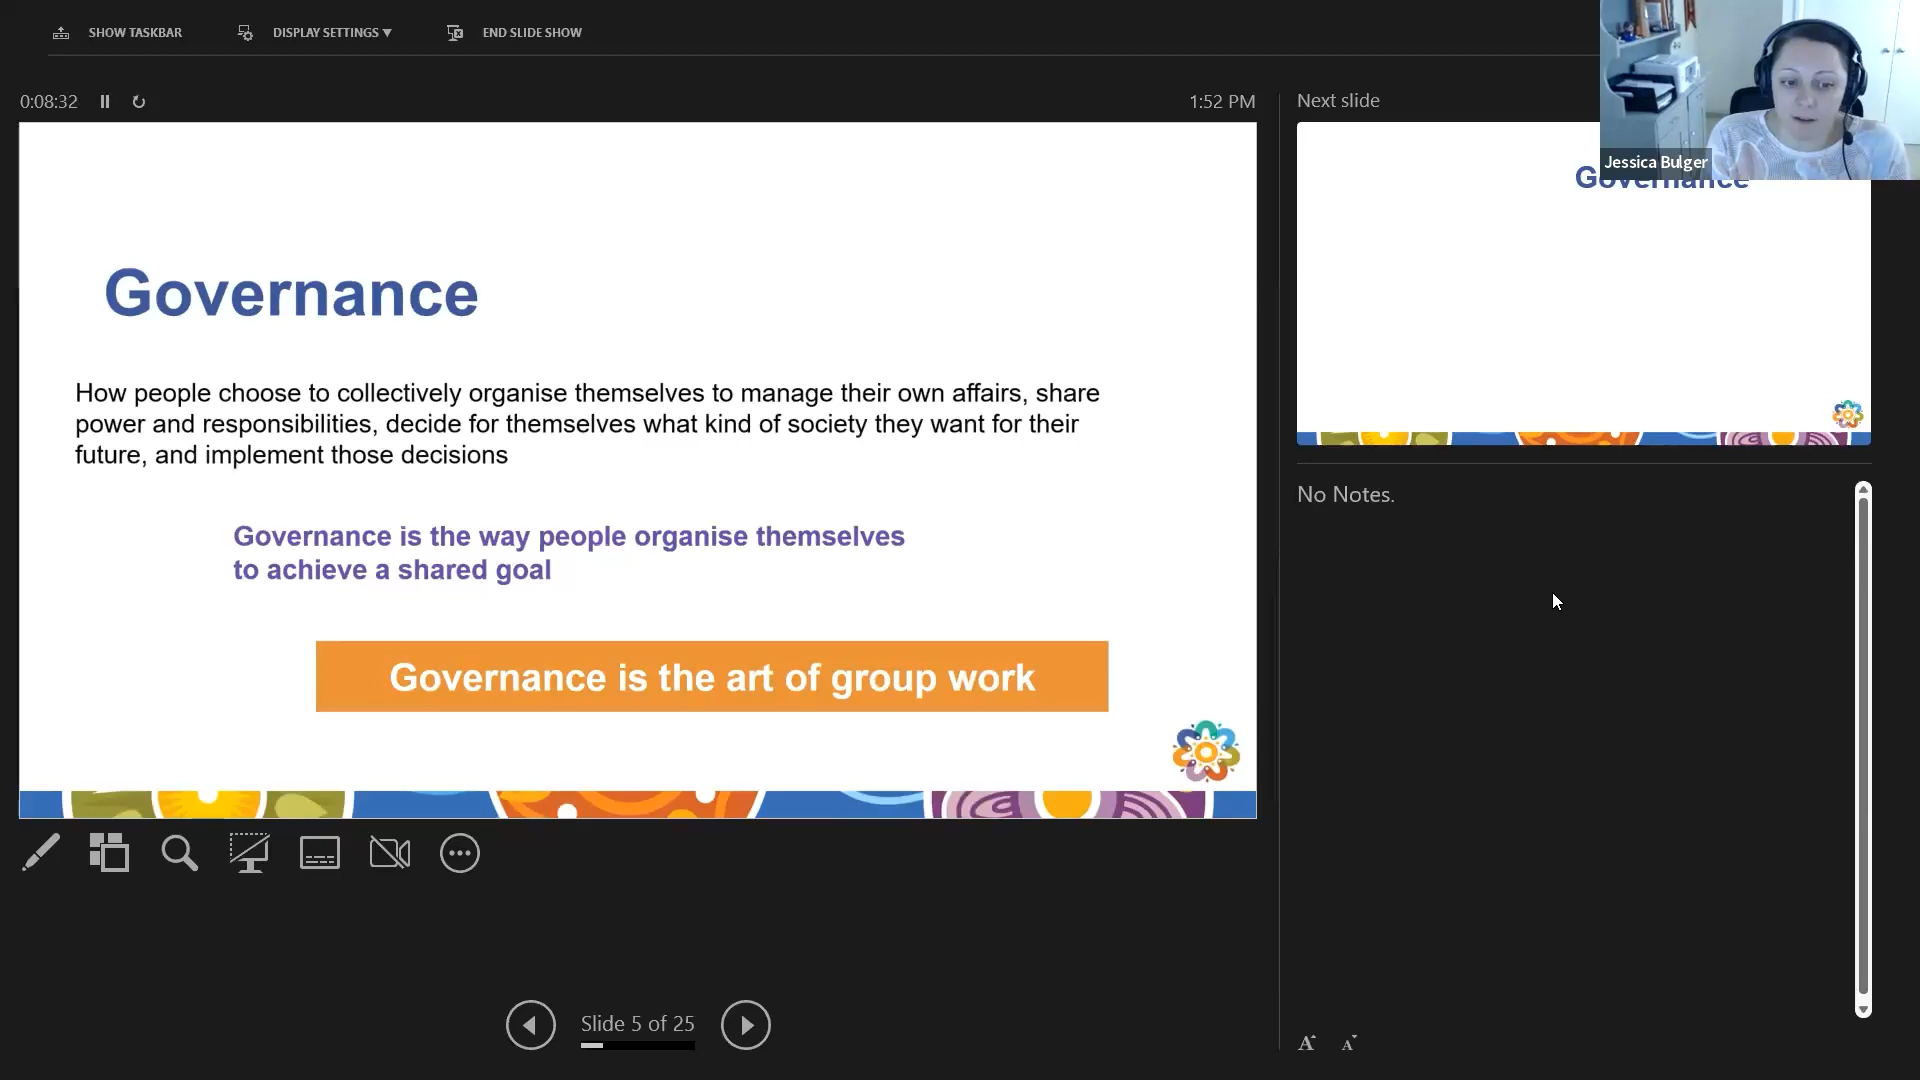 SHOW TASKBAR
DISPLAY SETTINGS ▼
END SLIDE SHOW
0:08:32
1:52 PM
Next slide
Jessica Bulger
Governance
Governance
How people choose to collectively organise themselves to manage their own affairs, share
power and responsibilities, decide for themselves what kind of society they want for their
future, and implement those decisions
Governance is the way people organise themselves
to achieve a shared goal
Governance is the art of group work
No Notes.
Slide 5 of 25
A
A